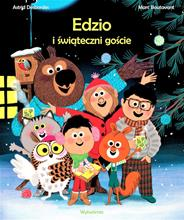 Astrid Desbordes
Marc Boutavant
Edzio
i świąteczni goście
Wytwórnia